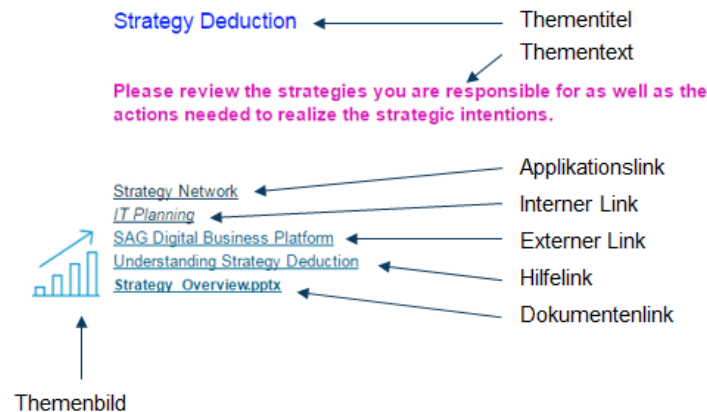 Strategy Deduction
Thementitel
Thementext
Please review the strategies you are responsible for as well as the
actions needed to realize the strategic intentions.
Strategy Network
Applikationslink
IT Planning
Interner Link
SAG Digital Business Platform
Externer Link
Understanding Strategy Deduction
Hilfelink
Strategy_Overview.pptx
Dokumentenlink
Themenbild